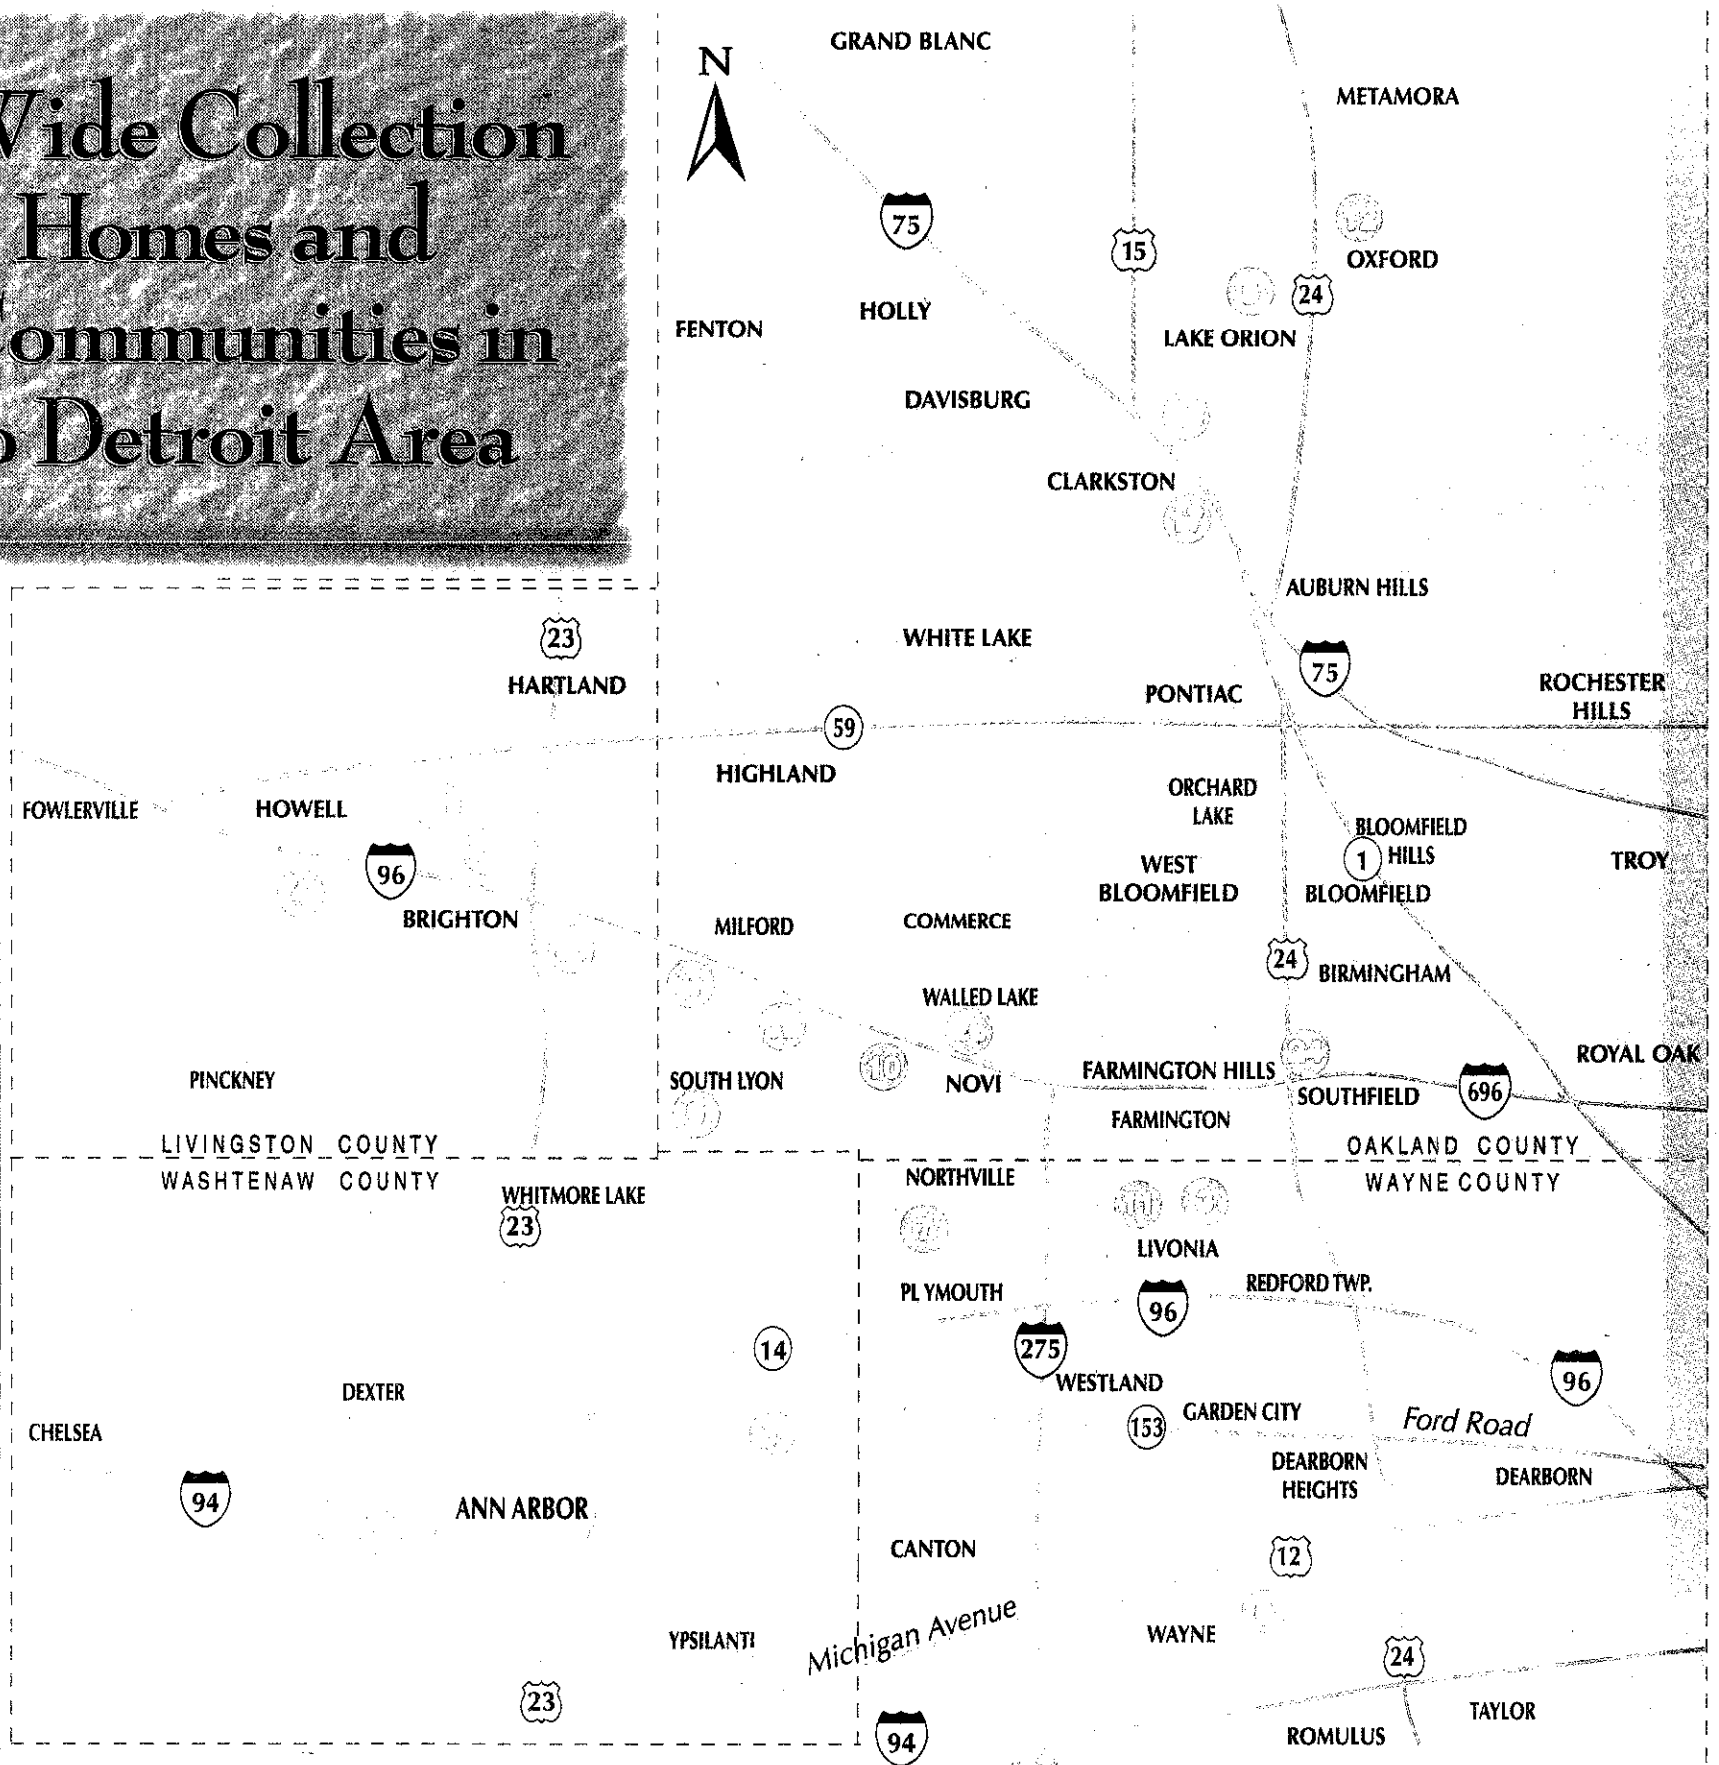 Wide Collection
Homes and
Communities in
Detroit Area
N
GRAND BLANC
METAMORA
75
15
12
OXFORD
24
HOLLY
FENTON
LAKE ORION
DAVISBURG
CLARKSTON
AUBURN HILLS
23
WHITE LAKE
75
HARTLAND
PONTIAC
ROCHESTER
HILLS
59
HIGHLAND
ORCHARD
LAKE
FOWLERVILLE
HOWELL
BLOOMFIELD
HILLS
1
96
WEST
BLOOMFIELD
BLOOMFIELD
TROY
BRIGHTON
MILFORD
COMMERCE
24
BIRMINGHAM
WALLED LAKE
ROYAL OAK
PINCKNEY
SOUTH LYON
10
NOVI
FARMINGTON HILLS
SOUTHFIELD
696
FARMINGTON
LIVINGSTON COUNTY
OAKLAND COUNTY
WASHTENAW COUNTY
WAYNE COUNTY
WHITMORE LAKE
23
NORTHVILLE
11
LIVONIA
PLYMOUTH
REDFORD TWP.
96
275
14
96
WESTLAND
DEXTER
CHELSEA
153
GARDEN CITY
Ford Road
DEARBORN
HEIGHTS
DEARBORN
94
ANN ARBOR
CANTON
12
Michigan Avenue
WAYNE
YPSILANTI
24
23
94
TAYLOR
ROMULUS